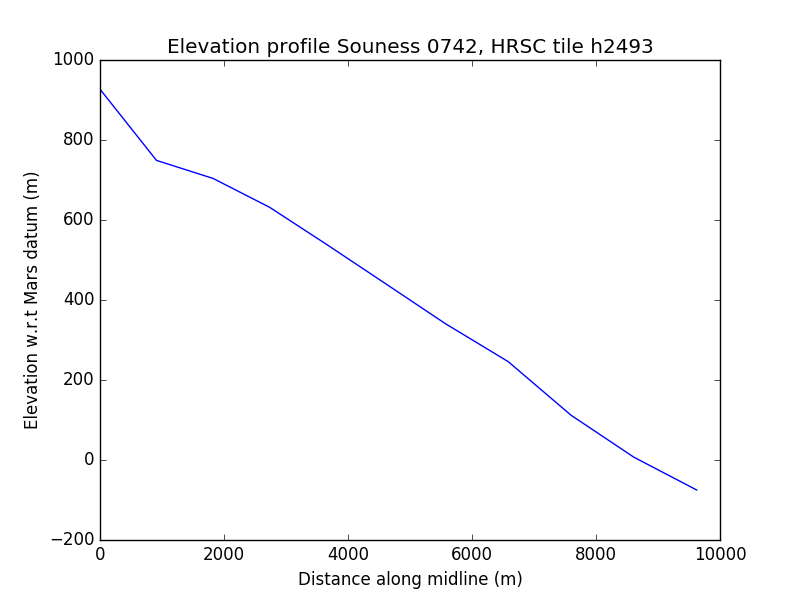 Elevation profile Souness 0742, HRSC tile h2493
1000
800
600
400
200
0
−200
Elevation w.r.t Mars datum (m)
0 2000 4000 6000 8000 10000
Distance along midline (m)